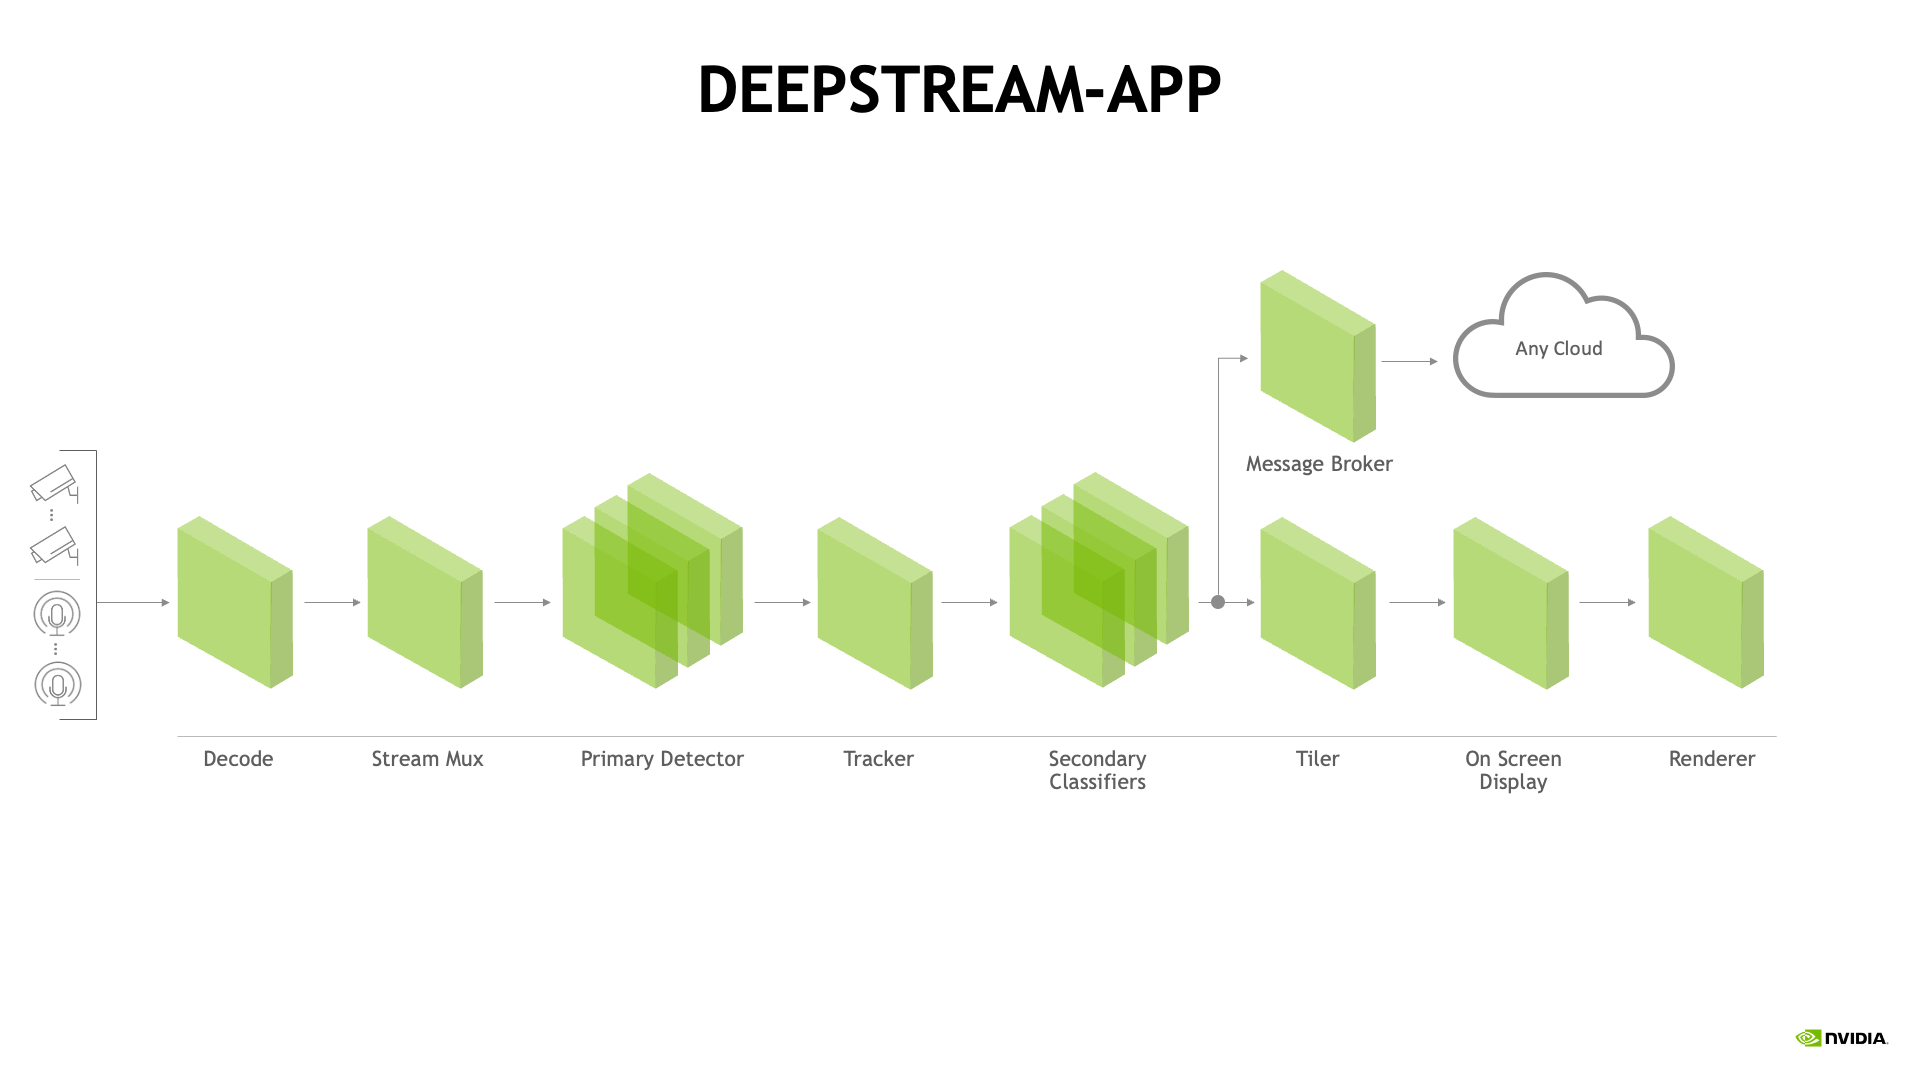 DEEPSTREAM-APP
Any Cloud
Message Broker
Decode
Stream Mux
Primary Detector
Tracker
Secondary
Classifiers
Tiler
On Screen
Display
Renderer
NVIDIA.